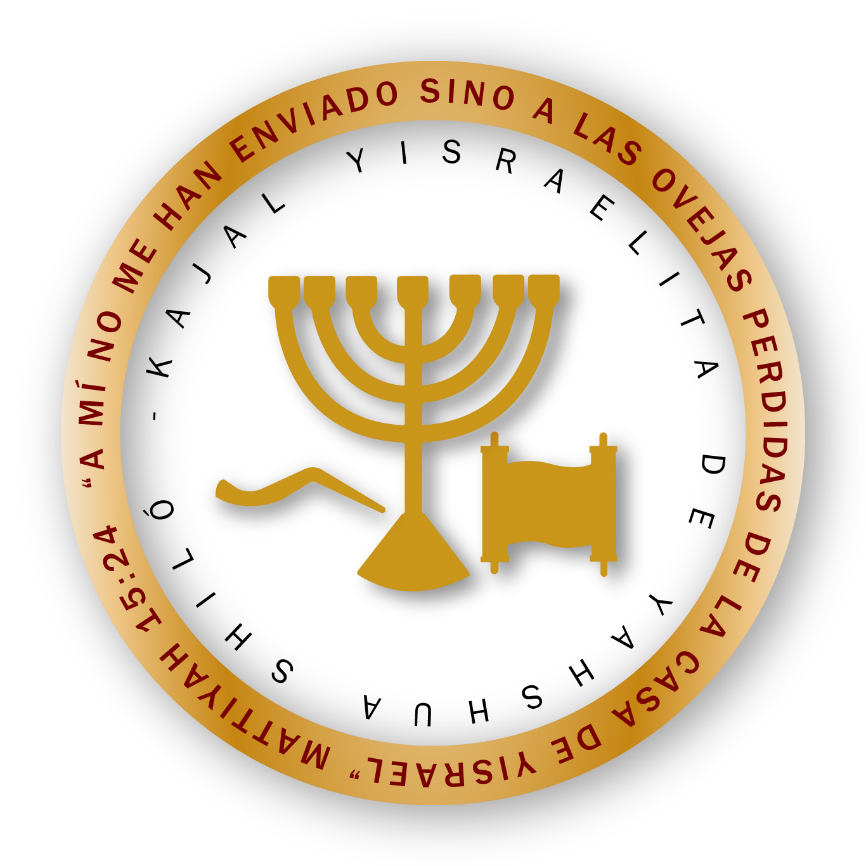 “A MÍ NO ME HAN ENVIADO SINO A LAS OVEJAS PERDIDAS DE LA CASA DE YISRAEL” MATTIYAH 15:24
-KAJAL YISRAELITA DE YAHSHUA SHILÓ